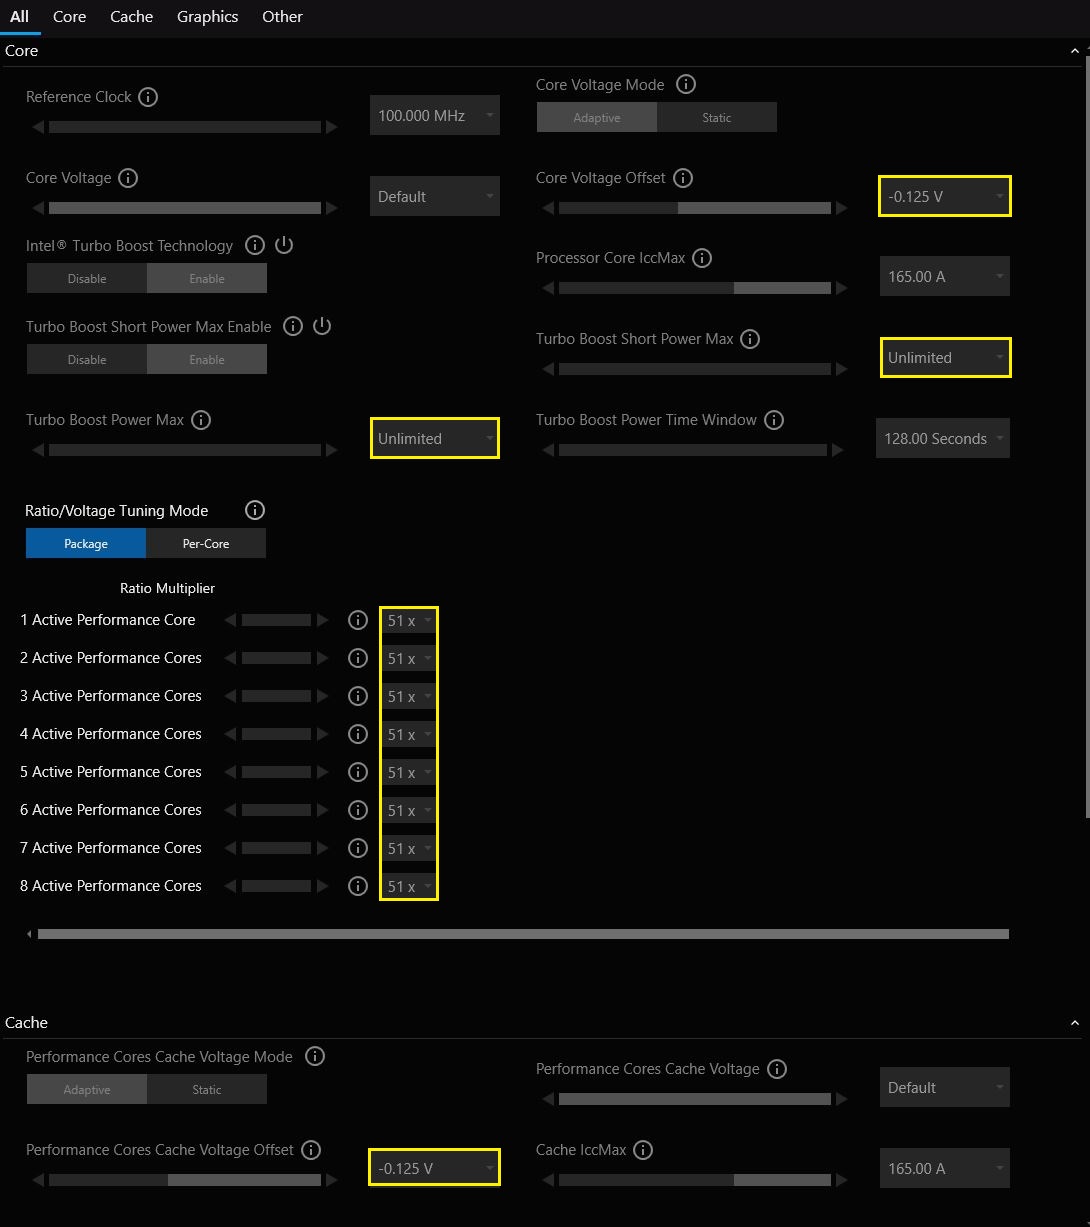 All Core Cache Graphics Other
Core
Reference Clock
100.000 MHz
Core Voltage Mode
Adaptive Static
Core Voltage
Default
Core Voltage Offset
-0.125 V
Intel® Turbo Boost Technology
Disable Enable
Processor Core IccMax
165.00 A
Turbo Boost Short Power Max Enable
Disable Enable
Turbo Boost Short Power Max
Unlimited
Turbo Boost Power Max
Unlimited
Turbo Boost Power Time Window
128.00 Seconds
Ratio/Voltage Tuning Mode
Package Per-Core
Ratio Multiplier
1 Active Performance Core 51 x
2 Active Performance Cores 51 x
3 Active Performance Cores 51 x
4 Active Performance Cores 51 x
5 Active Performance Cores 51 x
6 Active Performance Cores 51 x
7 Active Performance Cores 51 x
8 Active Performance Cores 51 x
Cache
Performance Cores Cache Voltage Mode
Adaptive Static
Performance Cores Cache Voltage
Default
Performance Cores Cache Voltage Offset
-0.125 V
Cache IccMax
165.00 A